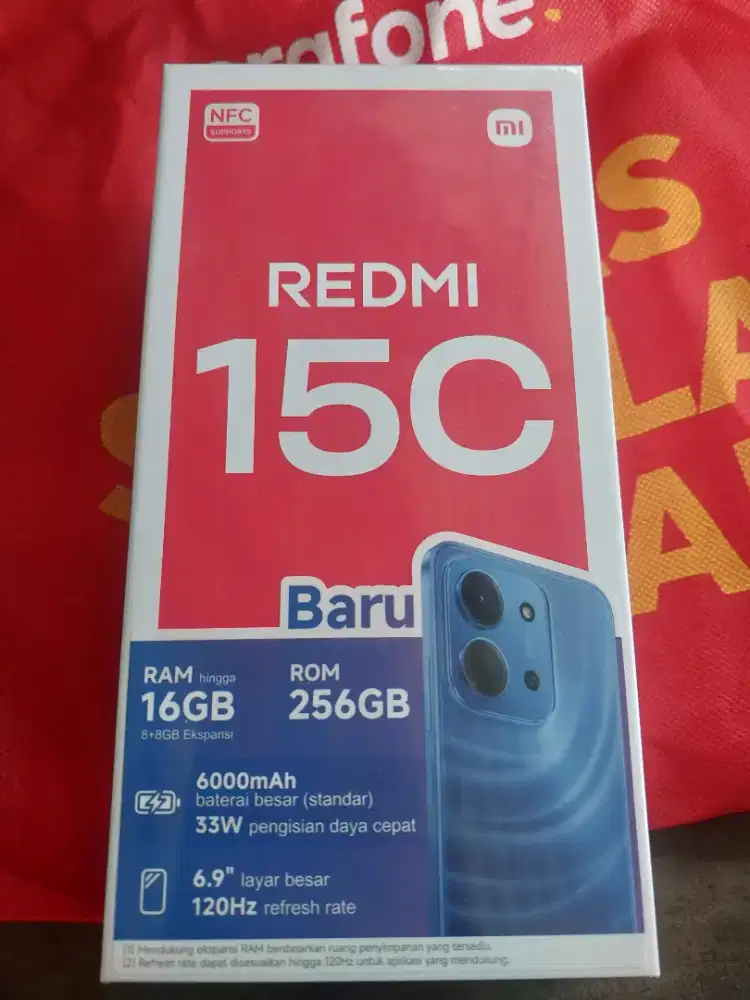 rafone.
NFC
SUPPORTS
mi
REDMI
15C
Baru
RAM hingga
16GB
8+8GB Ekspansi
ROM
256GB
6000mAh
baterai besar (standar)
33W pengisian daya cepat
6.9" layar besar
120Hz refresh rate
(1) Mendukung ekspansi RAM berdasarkan ruang penyimpanan yang tersedia.
(2) Refresh rate dapat disesuaikan hingga 120Hz untuk aplikasi yang mendukung.